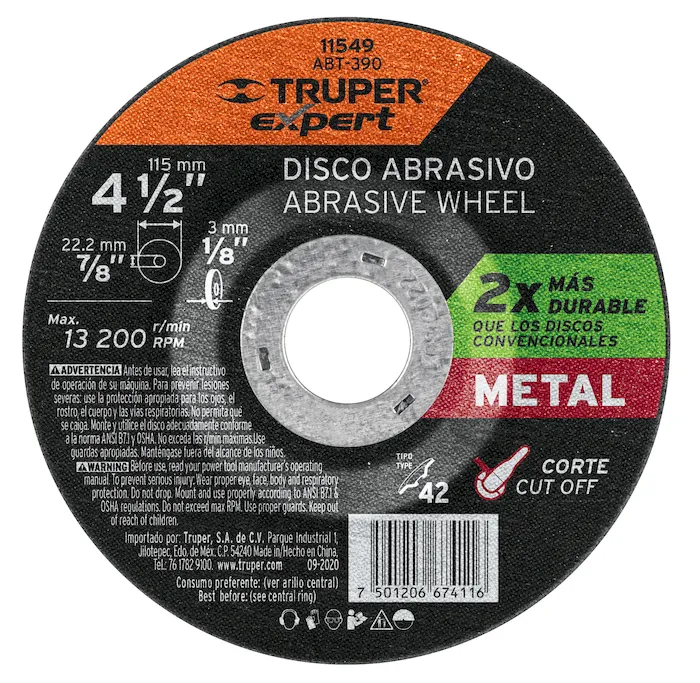 11549
ABT-390
TRUPER®
expert
115 mm
4 1/2"
DISCO ABRASIVO
ABRASIVE WHEEL
22.2 mm
7/8"
3 mm
1/8"
Max.
13 200 r/min
RPM
2x MÁS
DURABLE
QUE LOS DISCOS
CONVENCIONALES
METAL
ADVERTENCIA Antes de usar, lea el instructivo
de operación de su máquina. Para prevenir lesiones
severas: use la protección apropiada para los ojos, el
rostro, el cuerpo y las vías respiratorias. No permita que
se caiga. Monte y utilice el disco adecuadamente conforme
a la norma ANSI B7.1 y OSHA. No exceda las r/min máximas. Use
guardas apropiadas. Manténgase fuera del alcance de los niños.
WARNING Before use, read your power tool manufacturer's operating
manual. To prevent serious injury: Wear proper eye, face, body and respiratory
protection. Do not drop. Mount and use properly according to ANSI B7.1 &
OSHA regulations. Do not exceed max RPM. Use proper guards. Keep out
of reach of children.
TIPO
TYPE
42
CORTE
CUT OFF
Importado por: Truper, S.A. de C.V. Parque Industrial 1,
Jilotepec, Edo. de Méx. C.P. 54240 Made in/Hecho en China.
Tel.: 76 1782 9100. www.truper.com 09-2020
Consumo preferente: (ver arillo central)
Best before: (see central ring)
7 501206 674116